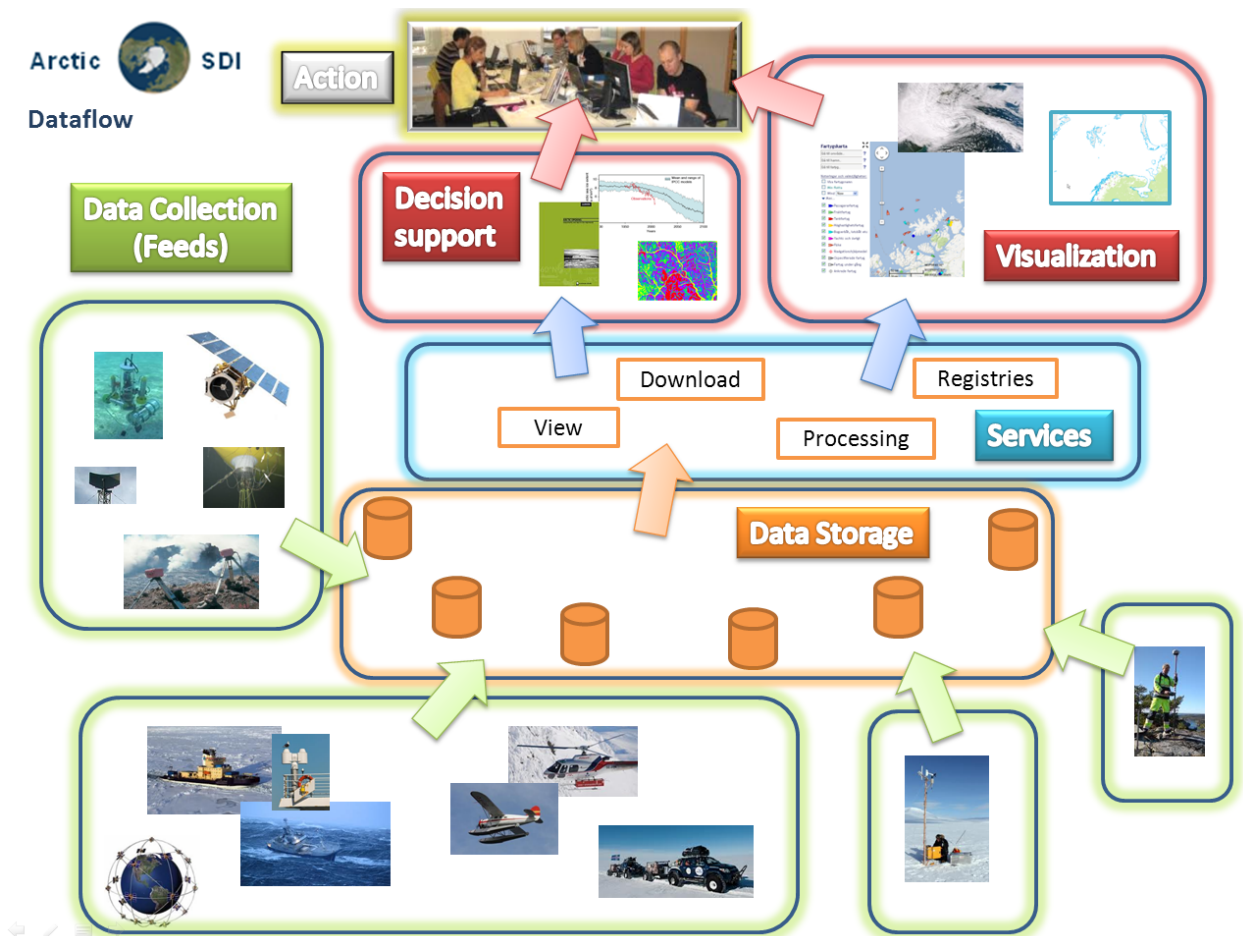 Arctic SDI
Dataflow
Action
Data Collection
(Feeds)
Decision
support
Visualization
Download
Registries
View
Processing
Services
Data Storage